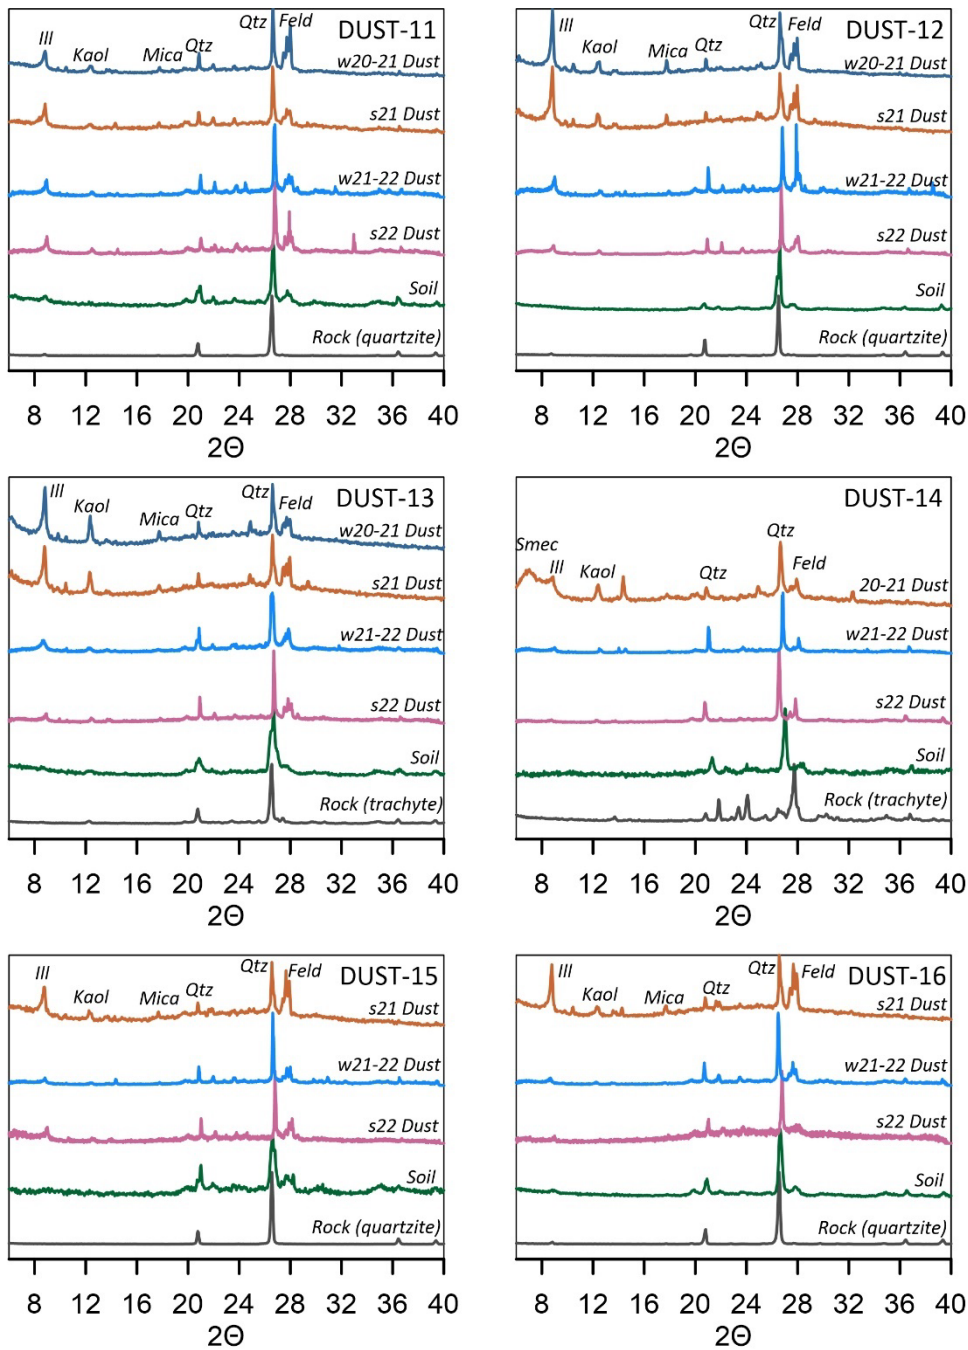 Ill
Kaol
Mica
Qtz
Qtz
Feld
DUST-11
w20-21 Dust
s21 Dust
w21-22 Dust
s22 Dust
Soil
Rock (quartzite)
8 12 16 20 24 28 32 36 40
2Θ
Ill
Kaol
Mica
Qtz
Qtz
Feld
DUST-12
w20-21 Dust
s21 Dust
w21-22 Dust
s22 Dust
Soil
Rock (quartzite)
8 12 16 20 24 28 32 36 40
2Θ
Ill
Kaol
Mica
Qtz
Qtz
Feld
DUST-13
w20-21 Dust
s21 Dust
w21-22 Dust
s22 Dust
Soil
Rock (trachyte)
8 12 16 20 24 28 32 36 40
2Θ
Smec
Ill
Kaol
Qtz
Qtz
Feld
DUST-14
20-21 Dust
w21-22 Dust
s22 Dust
Soil
Rock (trachyte)
8 12 16 20 24 28 32 36 40
2Θ
Ill
Kaol
Mica
Qtz
Qtz
Feld
DUST-15
s21 Dust
w21-22 Dust
s22 Dust
Soil
Rock (quartzite)
8 12 16 20 24 28 32 36 40
2Θ
Ill
Kaol
Mica
Qtz
Qtz
Feld
DUST-16
s21 Dust
w21-22 Dust
s22 Dust
Soil
Rock (quartzite)
8 12 16 20 24 28 32 36 40
2Θ